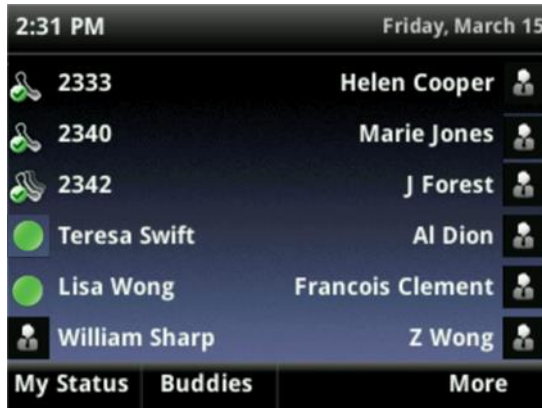 2:31 PM Friday, March 15
2333 Helen Cooper
2340 Marie Jones
2342 J Forest
Teresa Swift Al Dion
Lisa Wong Francois Clement
William Sharp Z Wong
My Status Buddies More